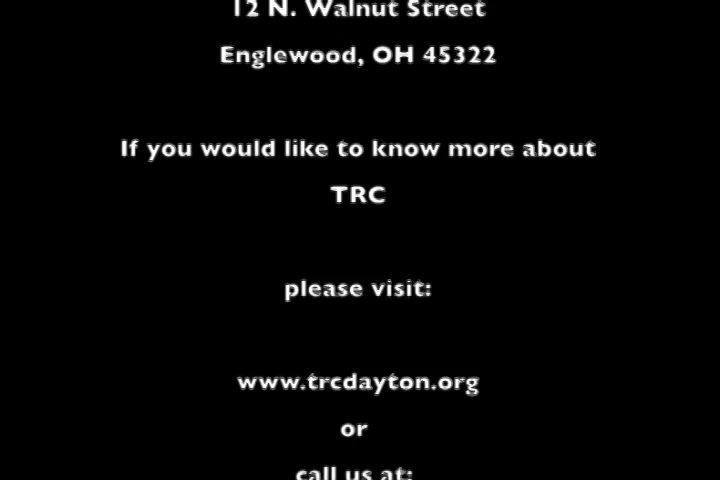 12 N. Walnut Street
Englewood, OH 45322
If you would like to know more about
TRC
please visit:
www.trcdayton.org
or
call us at: